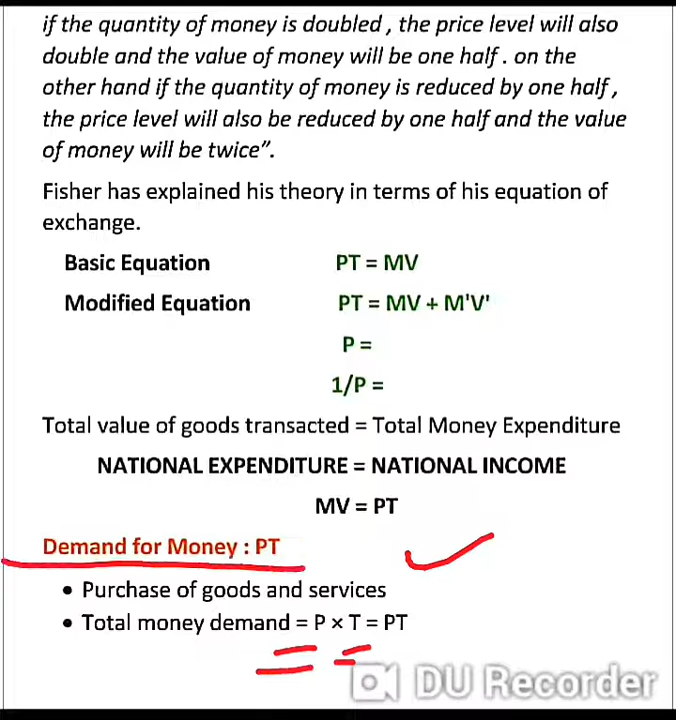 if the quantity of money is doubled , the price level will also
double and the value of money will be one half . on the
other hand if the quantity of money is reduced by one half ,
the price level will also be reduced by one half and the value
of money will be twice”.
Fisher has explained his theory in terms of his equation of
exchange.
Basic Equation PT = MV
Modified Equation PT = MV + M'V'
P =
1/P =
Total value of goods transacted = Total Money Expenditure
NATIONAL EXPENDITURE = NATIONAL INCOME
MV = PT
Demand for Money : PT
• Purchase of goods and services
• Total money demand = P × T = PT
DU Recorder